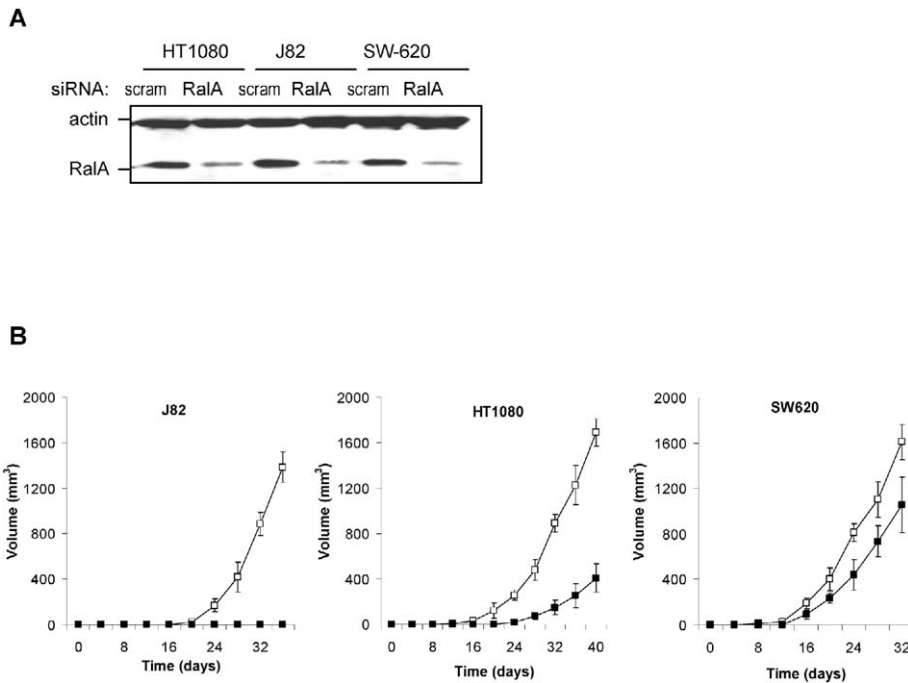 A
HT1080 J82 SW-620
siRNA: scram RalA scram RalA scram RalA
actin
RalA
B
J82
Volume (mm³)
2000
1600
1200
800
400
0
0 8 16 24 32
Time (days)
HT1080
Volume (mm³)
2000
1600
1200
800
400
0
0 8 16 24 32 40
Time (days)
SW620
Volume (mm³)
2000
1600
1200
800
400
0
0 8 16 24 32
Time (days)